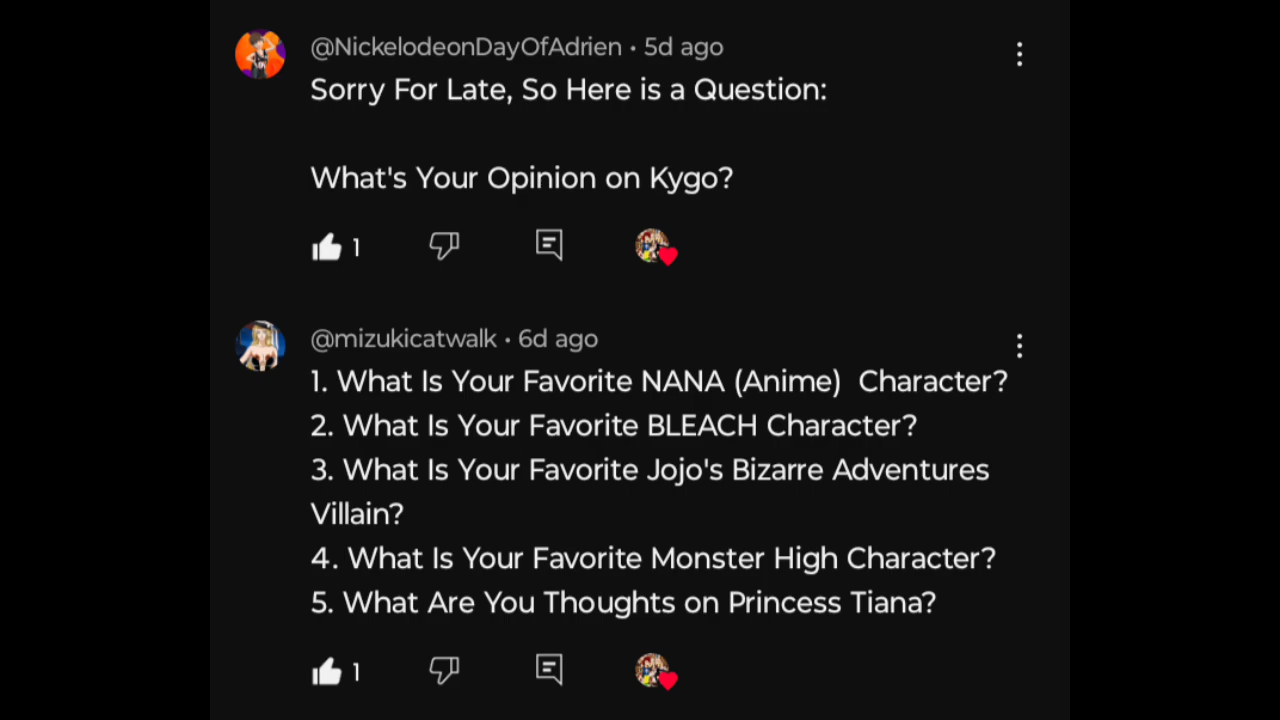 @NickelodeonDayOfAdrien • 5d ago
Sorry For Late, So Here is a Question:
What's Your Opinion on Kygo?
1
@mizukicatwalk • 6d ago
1. What Is Your Favorite NANA (Anime)  Character?
2. What Is Your Favorite BLEACH Character?
3. What Is Your Favorite Jojo's Bizarre Adventures
Villain?
4. What Is Your Favorite Monster High Character?
5. What Are You Thoughts on Princess Tiana?
1